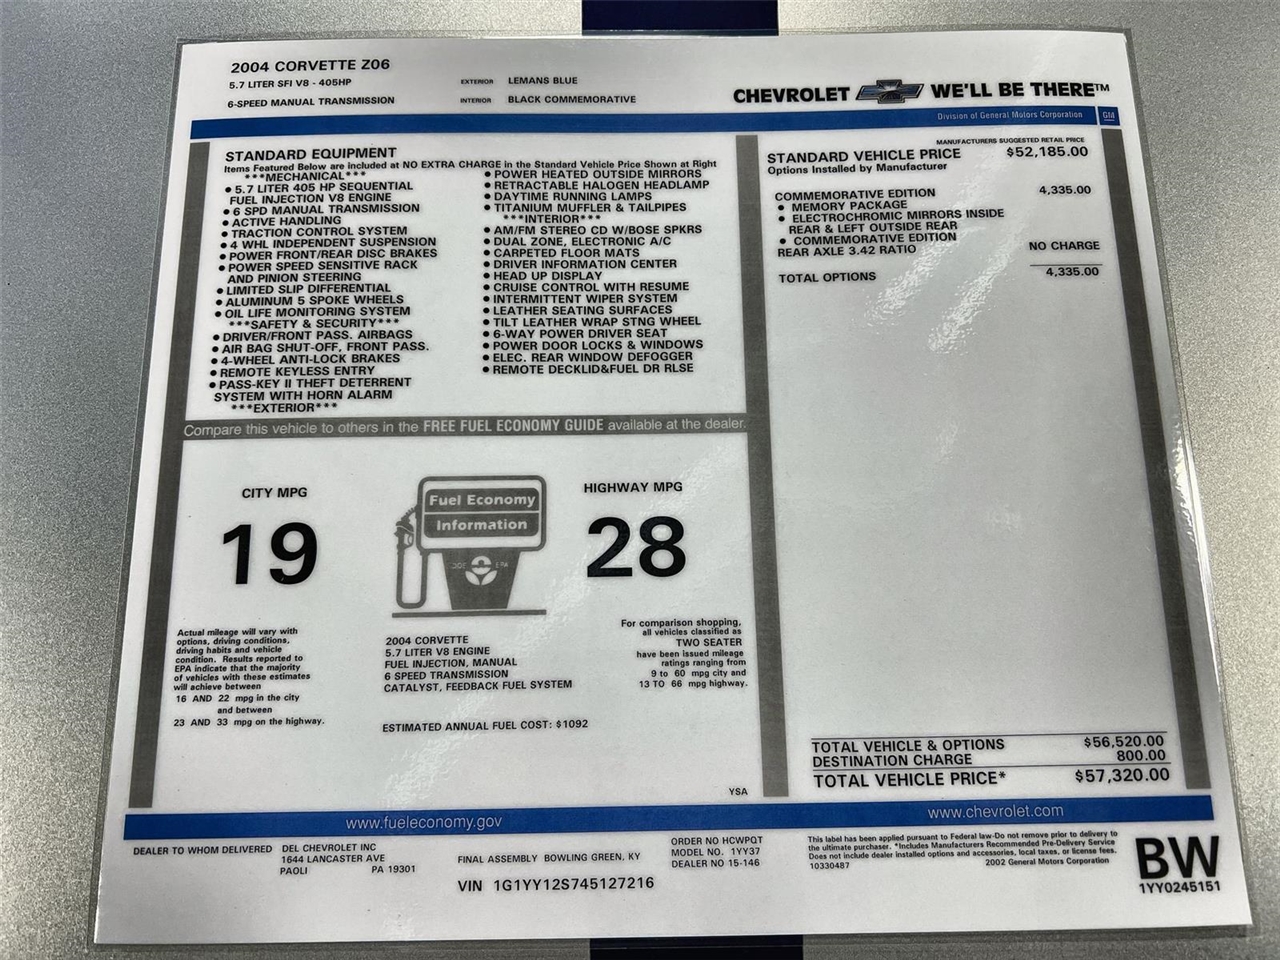 2004 CORVETTE Z06
5.7 LITER SFI V8 - 405HP
6-SPEED MANUAL TRANSMISSION
EXTERIOR LEMANS BLUE
INTERIOR BLACK COMMEMORATIVE
CHEVROLET WE'LL BE THERE™
Division of General Motors Corporation GM
STANDARD EQUIPMENT
Items Featured Below are included at NO EXTRA CHARGE in the Standard Vehicle Price Shown at Right
***MECHANICAL***
• 5.7 LITER 405 HP SEQUENTIAL
FUEL INJECTION V8 ENGINE
• 6 SPD MANUAL TRANSMISSION
• ACTIVE HANDLING
• TRACTION CONTROL SYSTEM
• 4 WHL INDEPENDENT SUSPENSION
• POWER FRONT/REAR DISC BRAKES
• POWER SPEED SENSITIVE RACK
AND PINION STEERING
• LIMITED SLIP DIFFERENTIAL
• ALUMINUM 5 SPOKE WHEELS
• OIL LIFE MONITORING SYSTEM
***SAFETY & SECURITY***
• DRIVER/FRONT PASS. AIRBAGS
• AIR BAG SHUT-OFF, FRONT PASS.
• 4-WHEEL ANTI-LOCK BRAKES
• REMOTE KEYLESS ENTRY
• PASS-KEY II THEFT DETERRENT
SYSTEM WITH HORN ALARM
***EXTERIOR***
• POWER HEATED OUTSIDE MIRRORS
• RETRACTABLE HALOGEN HEADLAMP
• DAYTIME RUNNING LAMPS
• TITANIUM MUFFLER & TAILPIPES
***INTERIOR***
• AM/FM STEREO CD W/BOSE SPKRS
• DUAL ZONE, ELECTRONIC A/C
• CARPETED FLOOR MATS
• DRIVER INFORMATION CENTER
• HEAD UP DISPLAY
• CRUISE CONTROL WITH RESUME
• INTERMITTENT WIPER SYSTEM
• LEATHER SEATING SURFACES
• TILT LEATHER WRAP STNG WHEEL
• 6-WAY POWER DRIVER SEAT
• POWER DOOR LOCKS & WINDOWS
• ELEC. REAR WINDOW DEFOGGER
• REMOTE DECKLID&FUEL DR RLSE
MANUFACTURERS SUGGESTED RETAIL PRICE
STANDARD VEHICLE PRICE $52,185.00
Options Installed by Manufacturer
COMMEMORATIVE EDITION 4,335.00
• MEMORY PACKAGE
• ELECTROCHROMIC MIRRORS INSIDE
REAR & LEFT OUTSIDE REAR
• COMMEMORATIVE EDITION
REAR AXLE 3.42 RATIO NO CHARGE
TOTAL OPTIONS 4,335.00
Compare this vehicle to others in the FREE FUEL ECONOMY GUIDE available at the dealer.
CITY MPG
19
Fuel Economy
Information
DOE EPA
HIGHWAY MPG
28
Actual mileage will vary with
options, driving conditions,
driving habits and vehicle
condition. Results reported to
EPA indicate that the majority
of vehicles with these estimates
will achieve between
16 AND 22 mpg in the city
and between
23 AND 33 mpg on the highway.
2004 CORVETTE
5.7 LITER V8 ENGINE
FUEL INJECTION, MANUAL
6 SPEED TRANSMISSION
CATALYST, FEEDBACK FUEL SYSTEM
ESTIMATED ANNUAL FUEL COST: $1092
For comparison shopping,
all vehicles classified as
TWO SEATER
have been issued mileage
ratings ranging from
9 to 60 mpg city and
13 TO 66 mpg highway.
YSA
TOTAL VEHICLE & OPTIONS $56,520.00
DESTINATION CHARGE 800.00
TOTAL VEHICLE PRICE* $57,320.00
www.fueleconomy.gov
www.chevrolet.com
DEALER TO WHOM DELIVERED DEL CHEVROLET INC
1644 LANCASTER AVE
PAOLI PA 19301
FINAL ASSEMBLY BOWLING GREEN, KY
VIN 1G1YY12S745127216
ORDER NO HCWPQT
MODEL NO. 1YY37
DEALER NO 15-146
This label has been applied pursuant to Federal law-Do not remove prior to delivery to
the ultimate purchaser. *Includes Manufacturers Recommended Pre-Delivery Service
Does not include dealer installed options and accessories, local taxes, or license fees.
10330487 2002 General Motors Corporation
BW
1YY0245151